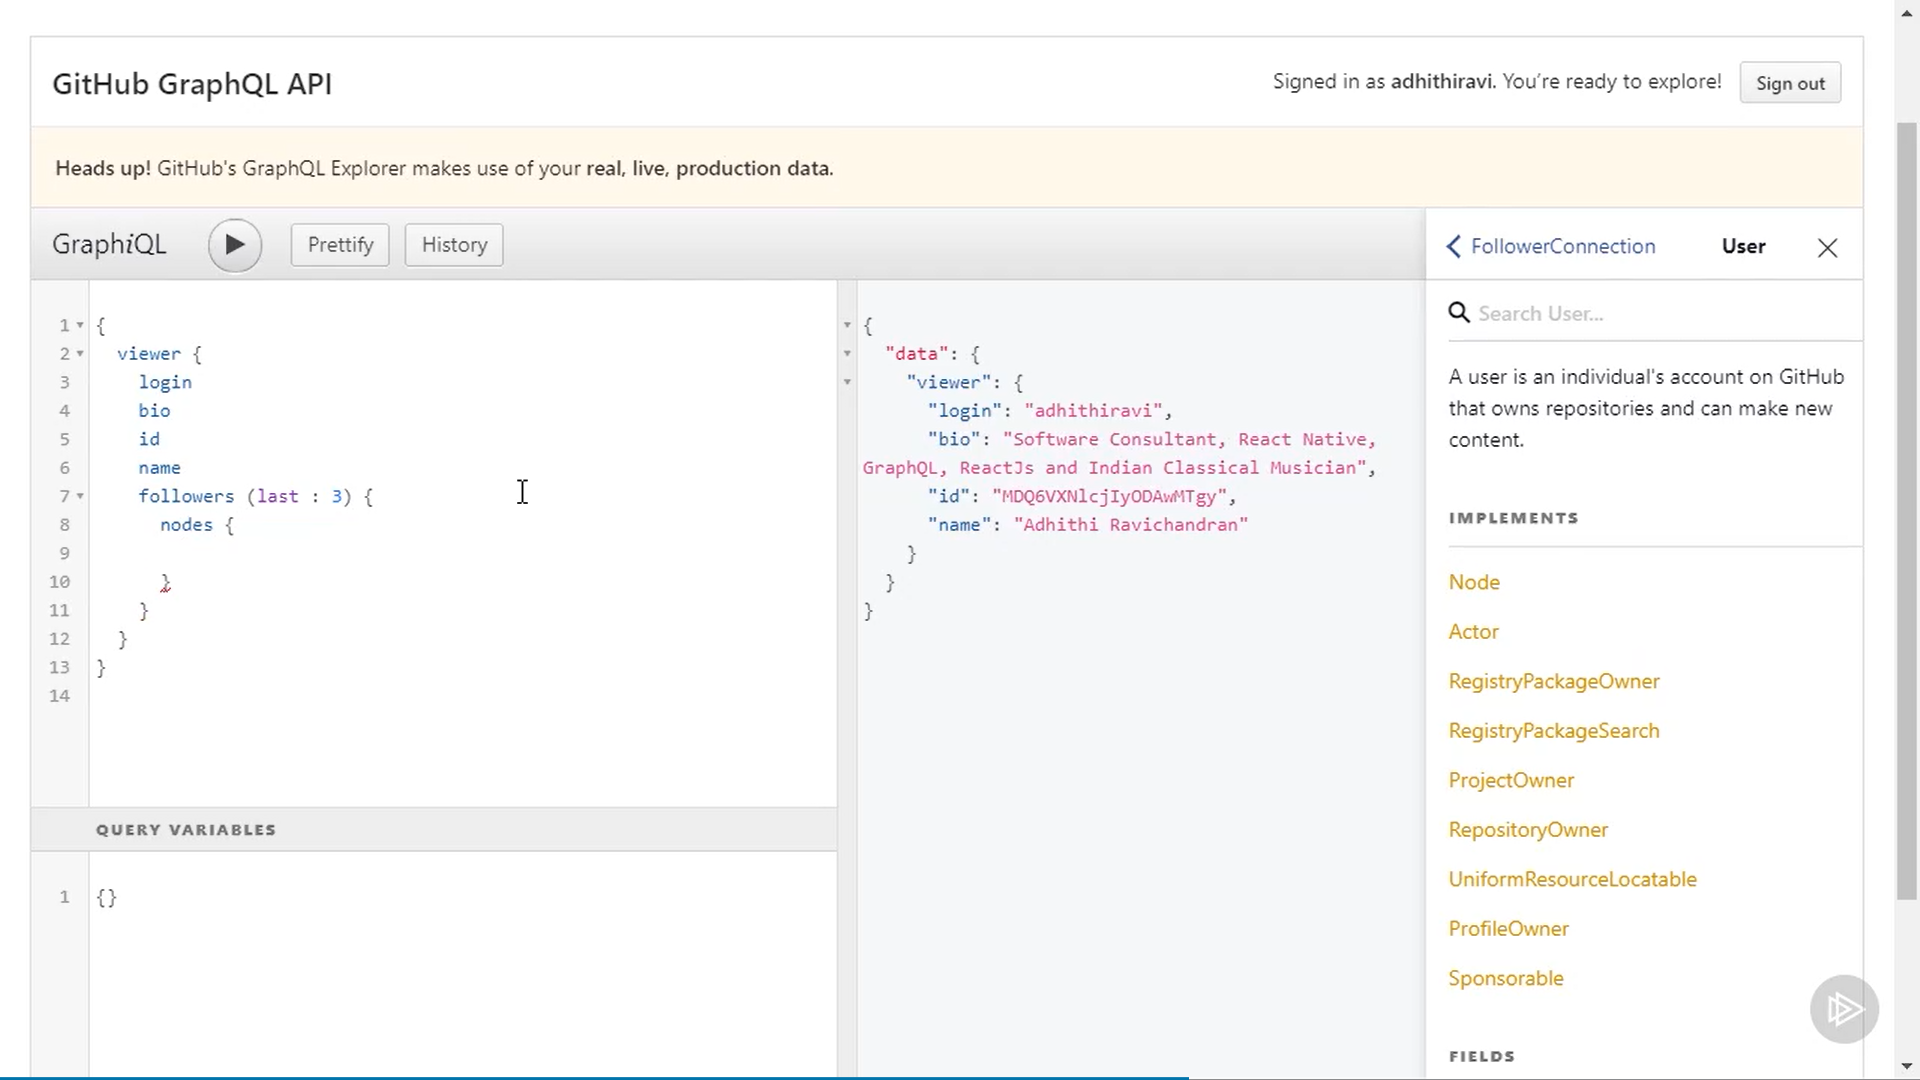 GitHub GraphQL API
Signed in as adhithiravi. You're ready to explore!
Sign out
Heads up! GitHub's GraphQL Explorer makes use of your real, live, production data.
GraphiQL
Prettify
History
FollowerConnection
User
Search User...
A user is an individual's account on GitHub
that owns repositories and can make new
content.
IMPLEMENTS
Node
Actor
RegistryPackageOwner
RegistryPackageSearch
ProjectOwner
RepositoryOwner
UniformResourceLocatable
ProfileOwner
Sponsorable
FIELDS
1 {
2 viewer {
3 login
4 bio
5 id
6 name
7 followers (last : 3) {
8 nodes {
9
10 }
11 }
12 }
13 }
14
QUERY VARIABLES
1 {}
{
"data": {
"viewer": {
"login": "adhithiravi",
"bio": "Software Consultant, React Native,
GraphQL, ReactJs and Indian Classical Musician",
"id": "MDQ6VXNlcjIyODAwMTgy",
"name": "Adhithi Ravichandran"
}
}
}